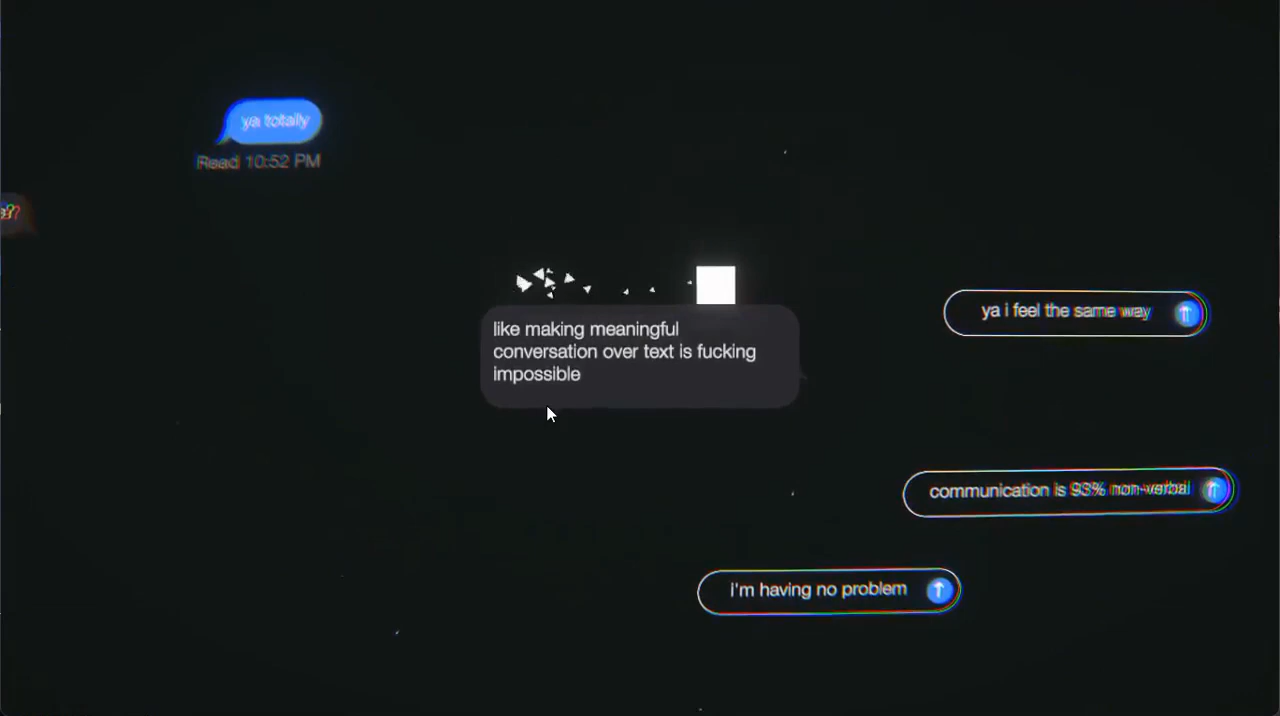 ya totally
Read 10:52 PM
like making meaningful
conversation over text is fucking
impossible
ya i feel the same way
communication is 93% non-verbal
i'm having no problem